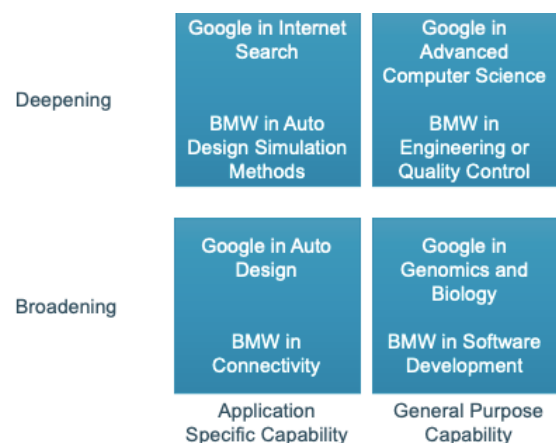 Deepening
Google in Internet
Search
BMW in Auto
Design Simulation
Methods
Google in
Advanced
Computer Science
BMW in
Engineering or
Quality Control
Broadening
Google in Auto
Design
BMW in
Connectivity
Google in
Genomics and
Biology
BMW in Software
Development
Application
Specific Capability
General Purpose
Capability